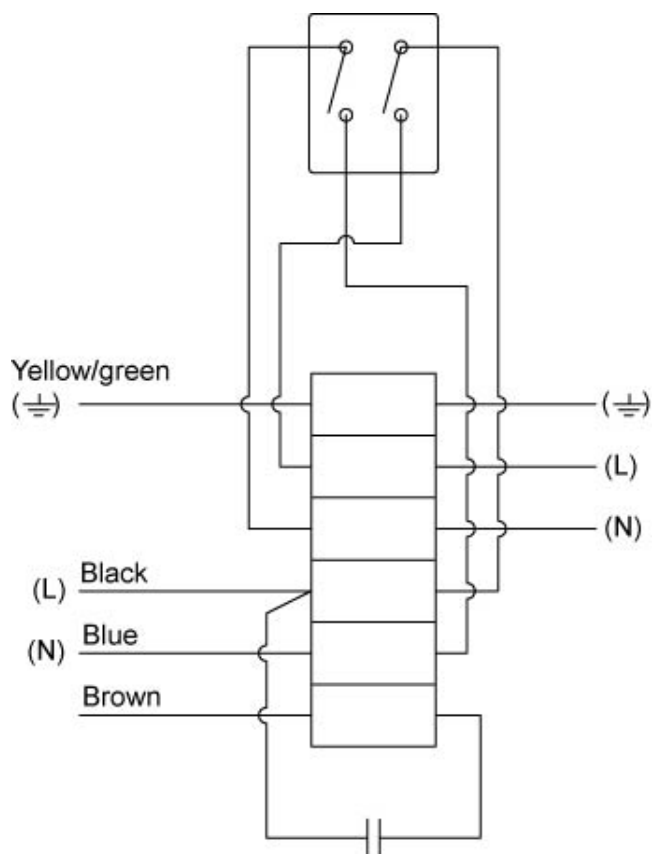 Yellow/green
(⏚) (⏚)
(L)
(N)
(L) Black
(N) Blue
Brown